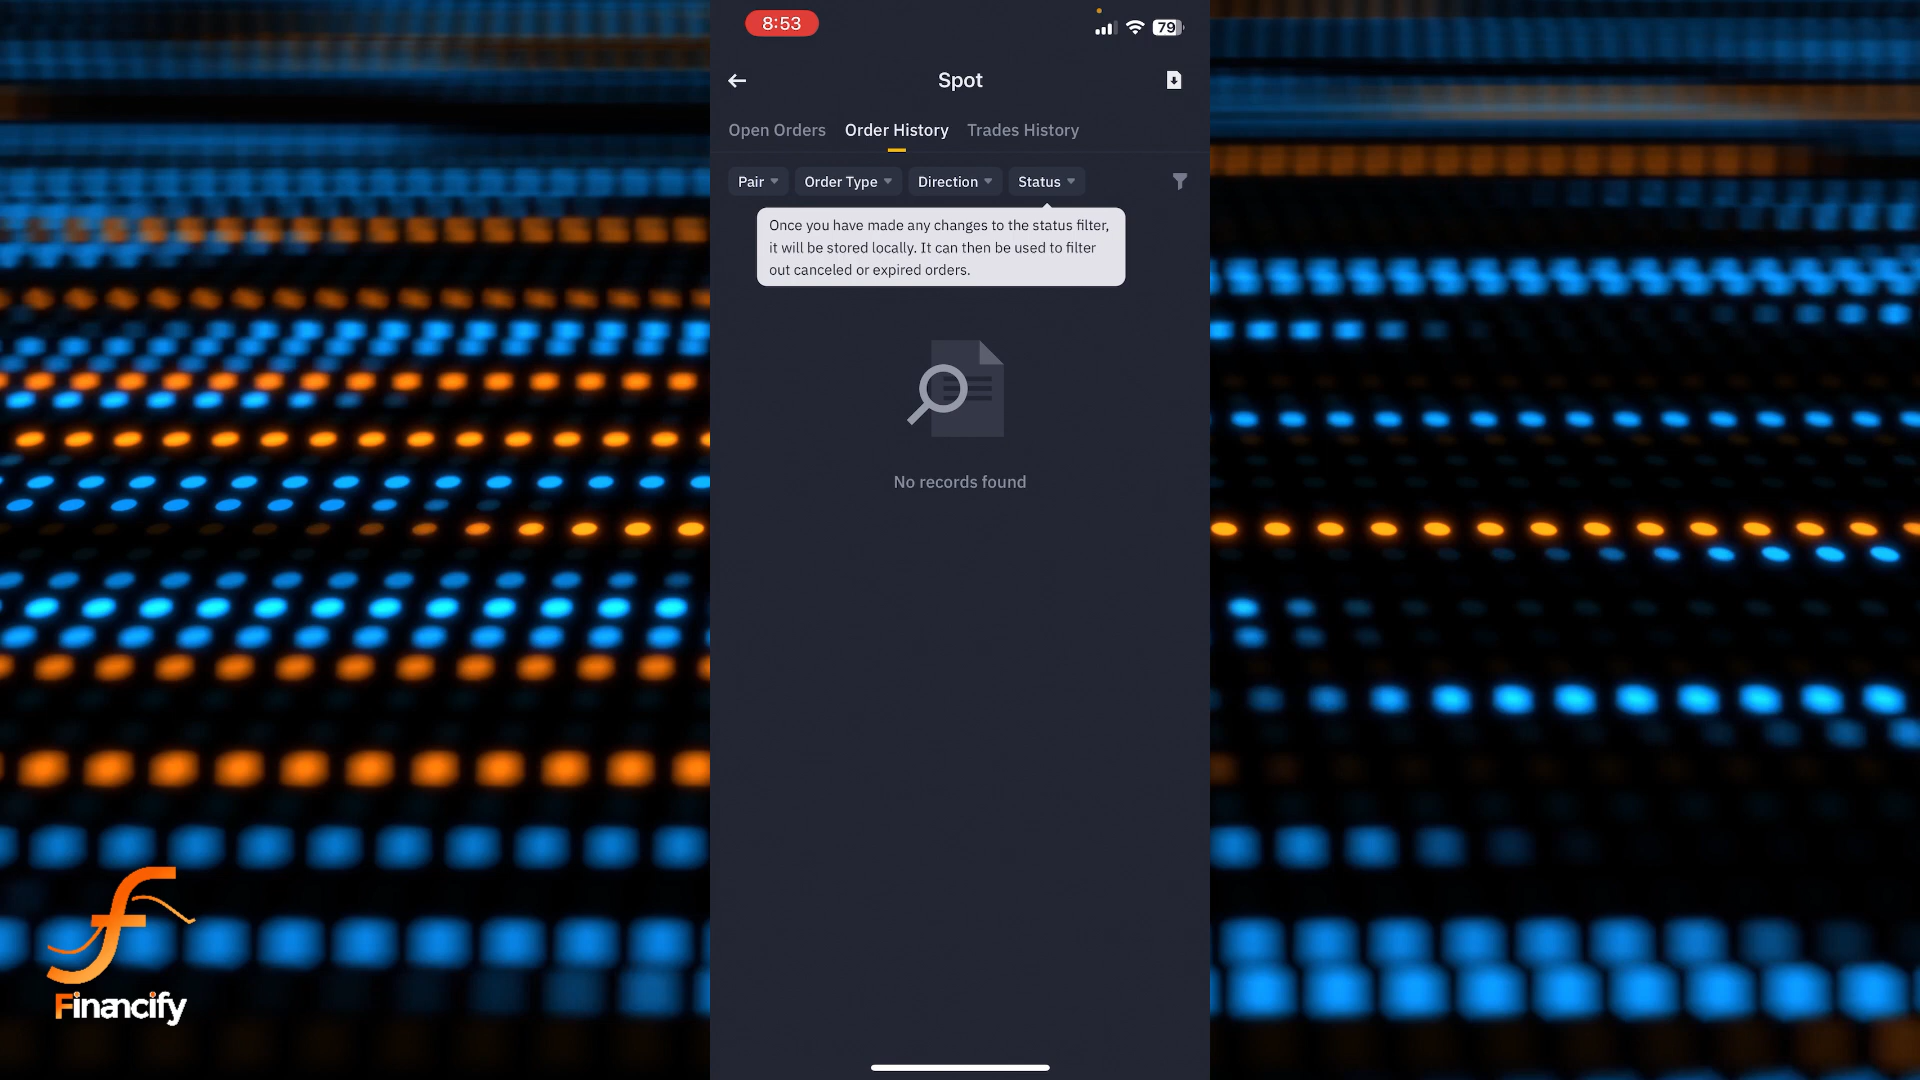 8:53
79
Spot
Open Orders
Order History
Trades History
Pair
Order Type
Direction
Status
Once you have made any changes to the status filter,
it will be stored locally. It can then be used to filter
out canceled or expired orders.
No records found
Financify